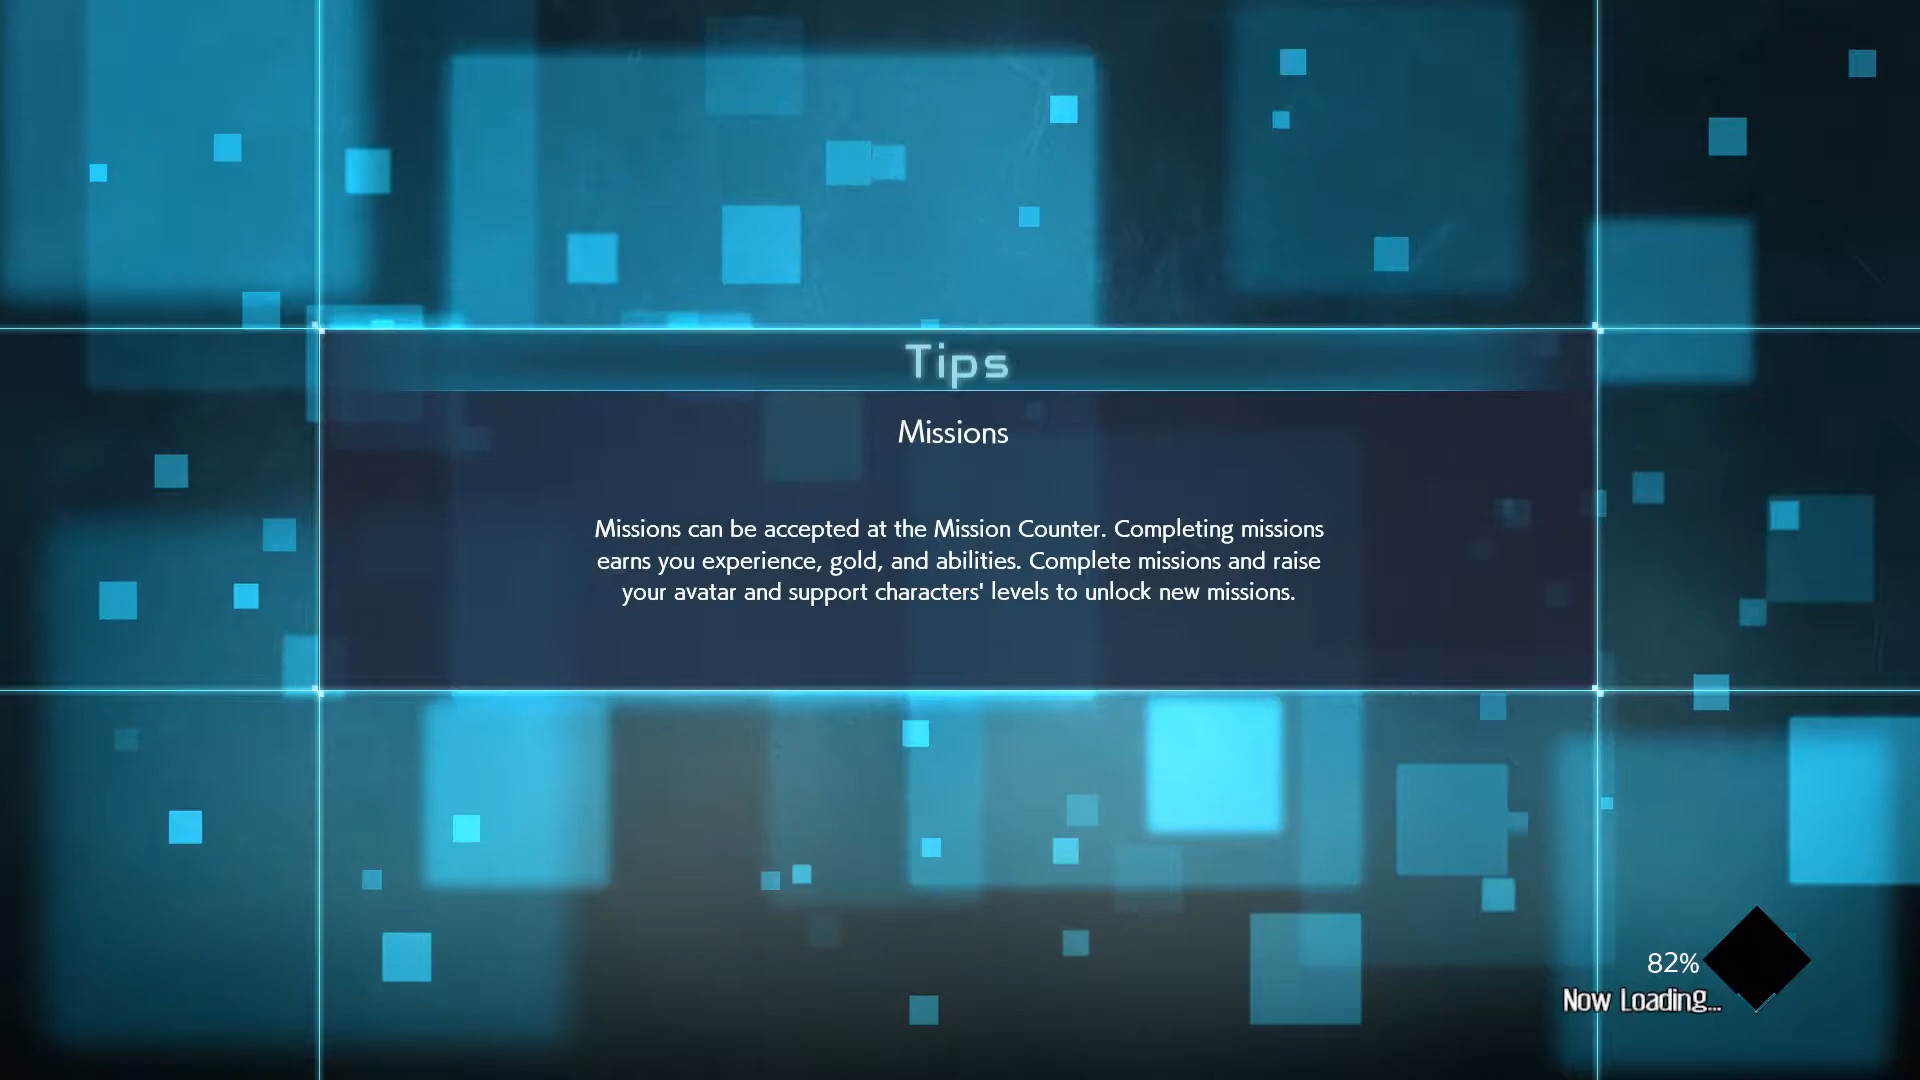 Tips
Missions
Missions can be accepted at the Mission Counter. Completing missions
earns you experience, gold, and abilities. Complete missions and raise
your avatar and support characters' levels to unlock new missions.
82%
Now Loading...